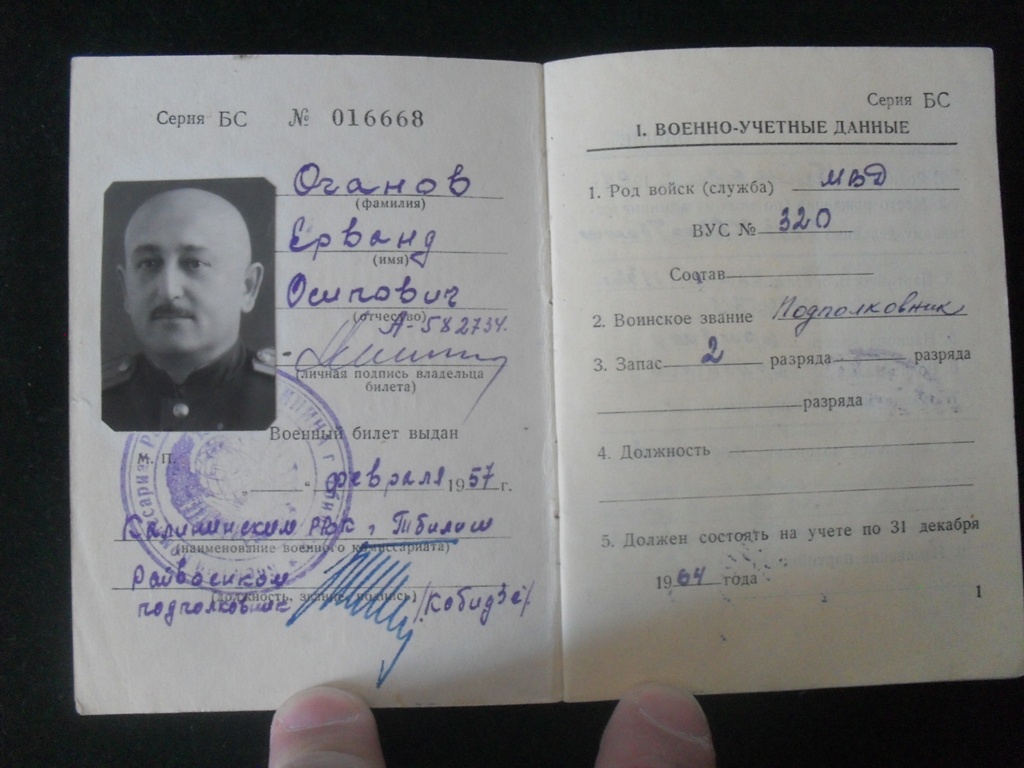 Серия БС № 016668
Оганов
(фамилия)
Ерванд
(имя)
Осипович
(отчество)
А-582734.
(личная подпись владельца
билета)
Военный билет выдан
М. П.
„ “ февраля 1957 г.
Калининским РВК г. Тбилиси
(наименование военного комиссариата)
Райвоенком
(должность, звание, подпись)
подполковник /Кобидзе/
Серия БС
I. ВОЕННО-УЧЕТНЫЕ ДАННЫЕ
1. Род войск (служба) МВД
ВУС № 320
Состав
2. Воинское звание Подполковник
3. Запас 2 разряда разряда
разряда
4. Должность
5. Должен состоять на учете по 31 декабря
1964 года
1